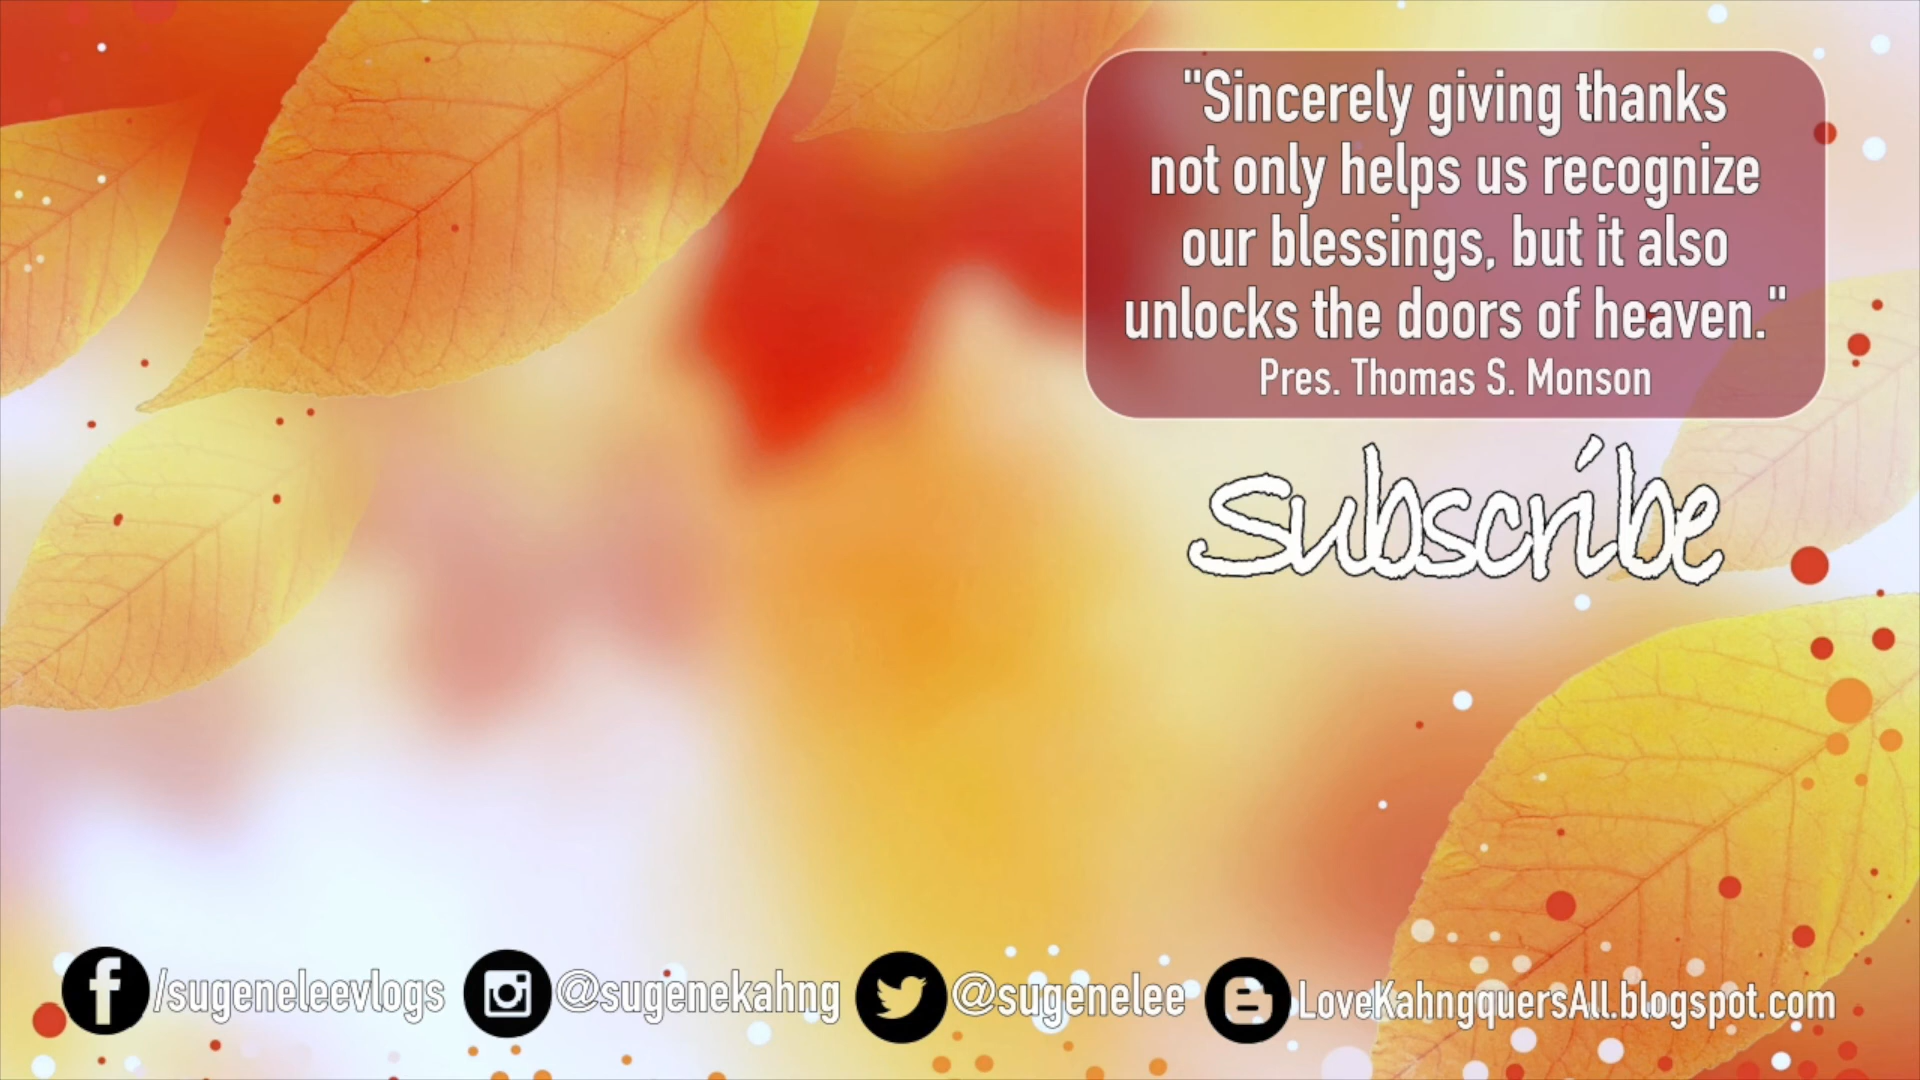 "Sincerely giving thanks
not only helps us recognize
our blessings, but it also
unlocks the doors of heaven."
Pres. Thomas S. Monson
Subscribe
/sugeneleevlogs @sugenekahng @sugenelee LoveKahngquersAll.blogspot.com